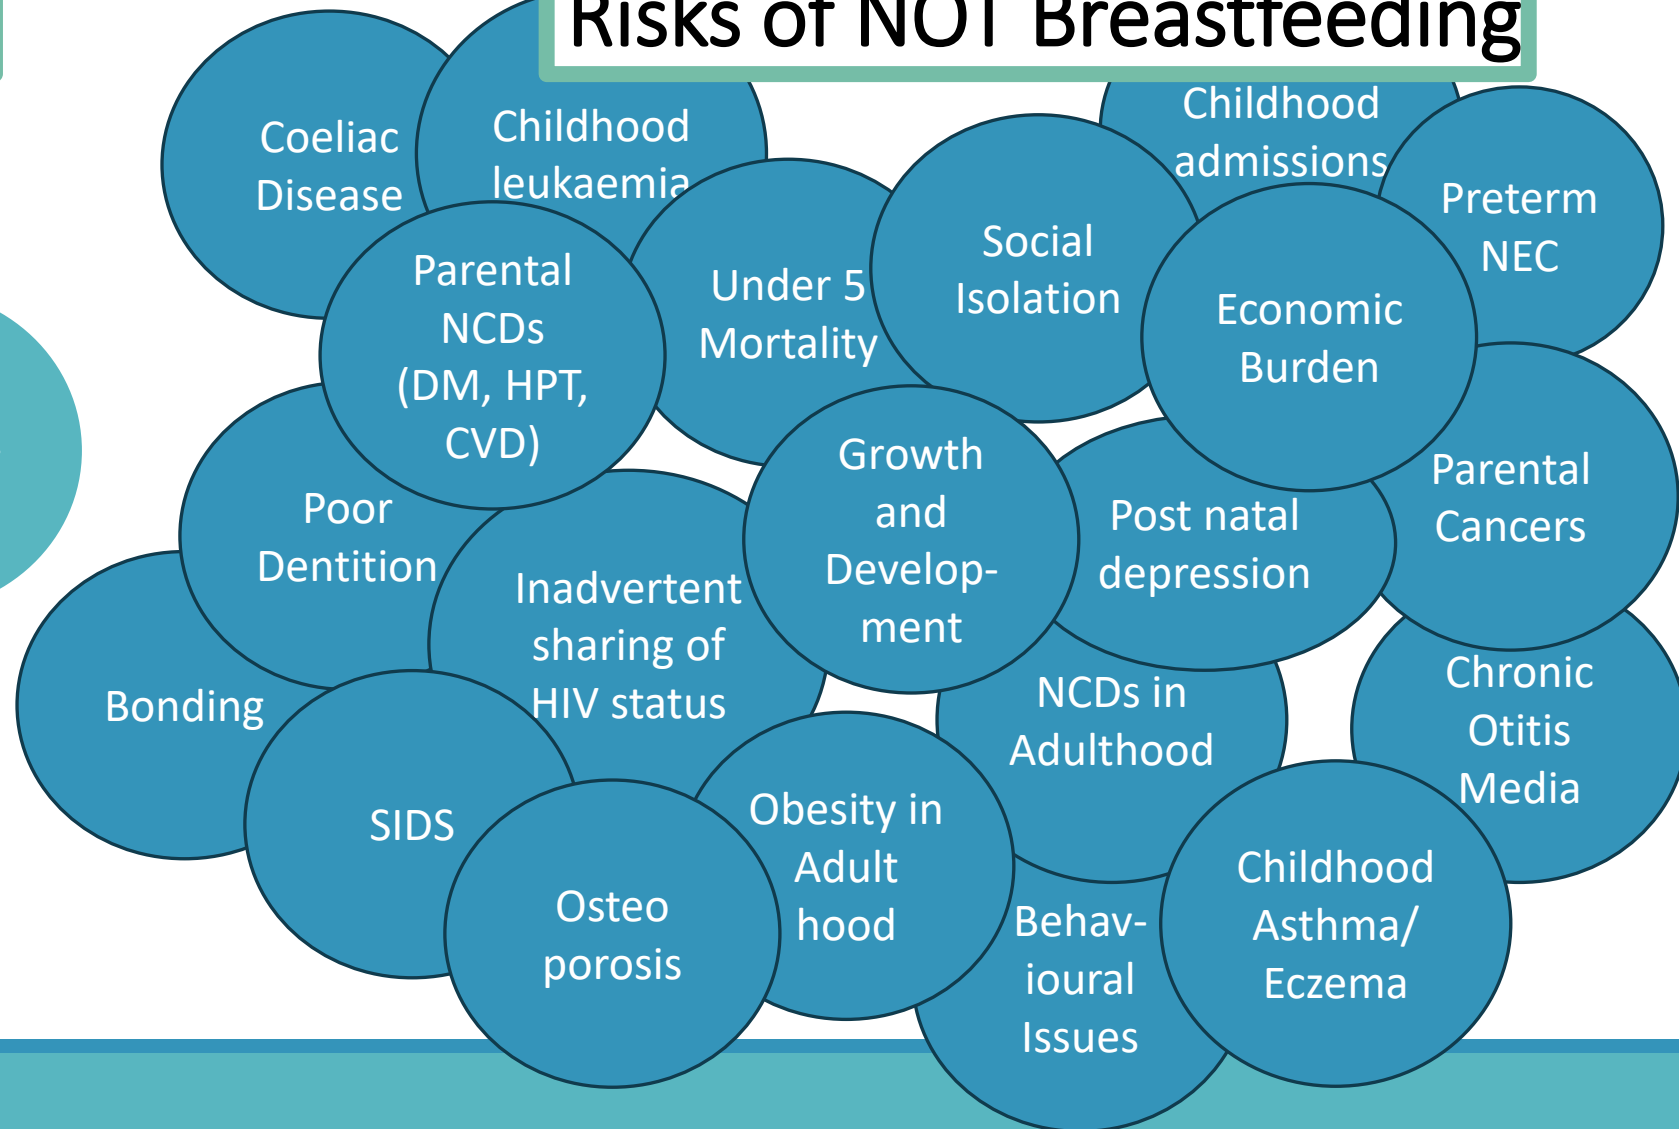 Risks of NOT Breastfeeding
Coeliac
Disease
Childhood
leukaemia
Childhood
admissions
Preterm
NEC
Parental
NCDs
(DM, HPT,
CVD)
Under 5
Mortality
Social
Isolation
Economic
Burden
Poor
Dentition
Inadvertent
sharing of
HIV status
Growth
and
Develop-
ment
Post natal
depression
Parental
Cancers
Bonding
SIDS
Osteo
porosis
Obesity in
Adult
hood
NCDs in
Adulthood
Behav-
ioural
Issues
Childhood
Asthma/
Eczema
Chronic
Otitis
Media